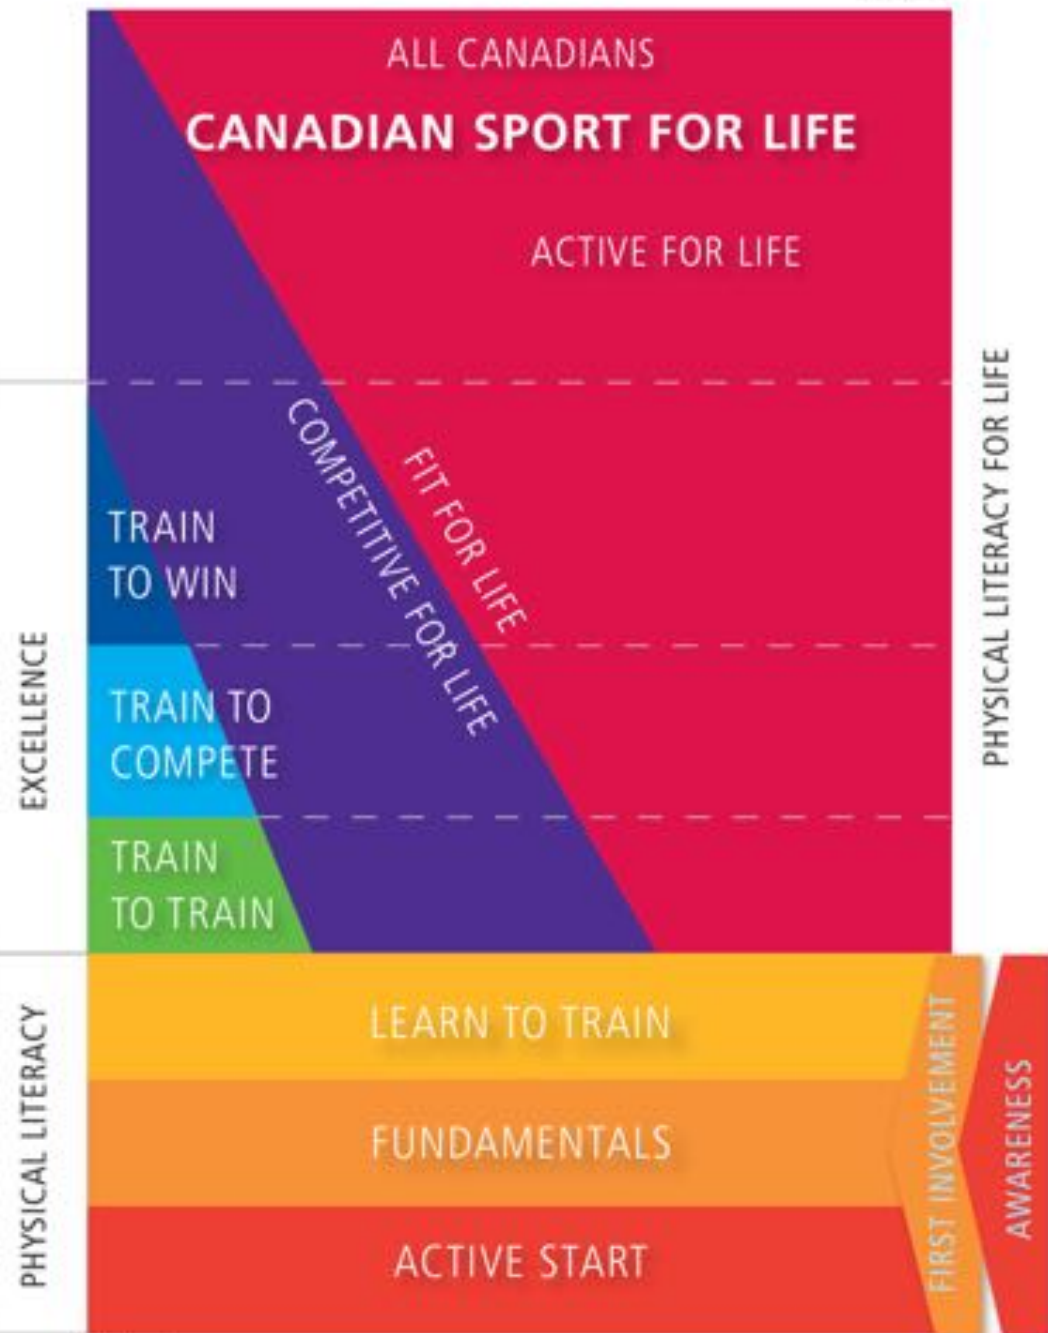 ALL CANADIANS
CANADIAN SPORT FOR LIFE
ACTIVE FOR LIFE
COMPETITIVE FOR LIFE
FIT FOR LIFE
PHYSICAL LITERACY FOR LIFE
TRAIN
TO WIN
EXCELLENCE
TRAIN TO
COMPETE
TRAIN
TO TRAIN
PHYSICAL LITERACY
LEARN TO TRAIN
FUNDAMENTALS
ACTIVE START
FIRST INVOLVEMENT
AWARENESS